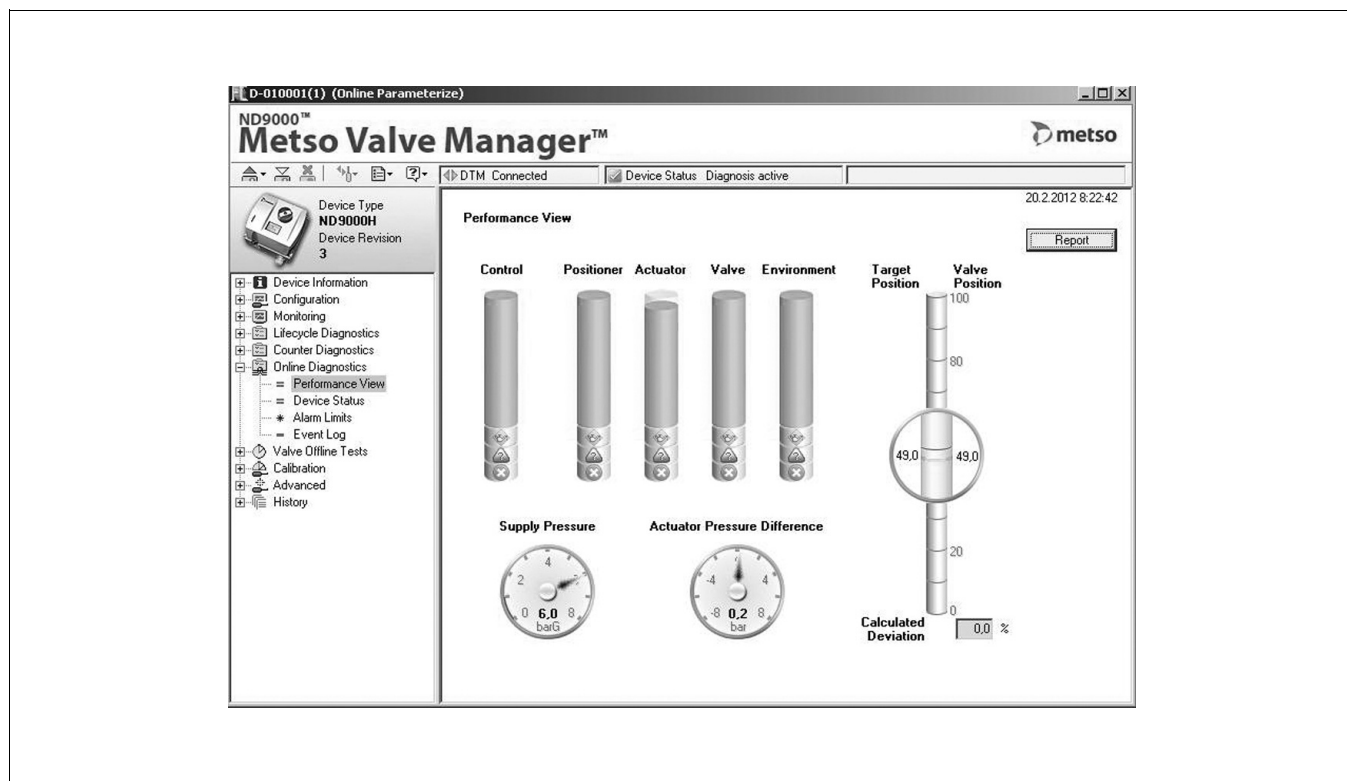 D-010001(1) (Online Parameterize)
ND9000™
Metso Valve Manager™
metso
DTM Connected
Device Status Diagnosis active
Device Type
ND9000H
Device Revision
3
Device Information
Configuration
Monitoring
Lifecycle Diagnostics
Counter Diagnostics
Online Diagnostics
Performance View
Device Status
Alarm Limits
Event Log
Valve Offline Tests
Calibration
Advanced
History
20.2.2012 8:22:42
Performance View
Report
Control Positioner Actuator Valve Environment
Target Position
Valve Position
100
80
49,0 49,0
20
0
Supply Pressure
4
2
0 6,0 8
barG
Actuator Pressure Difference
-4 4
-8 0,2 8
bar
Calculated Deviation
0,0 %